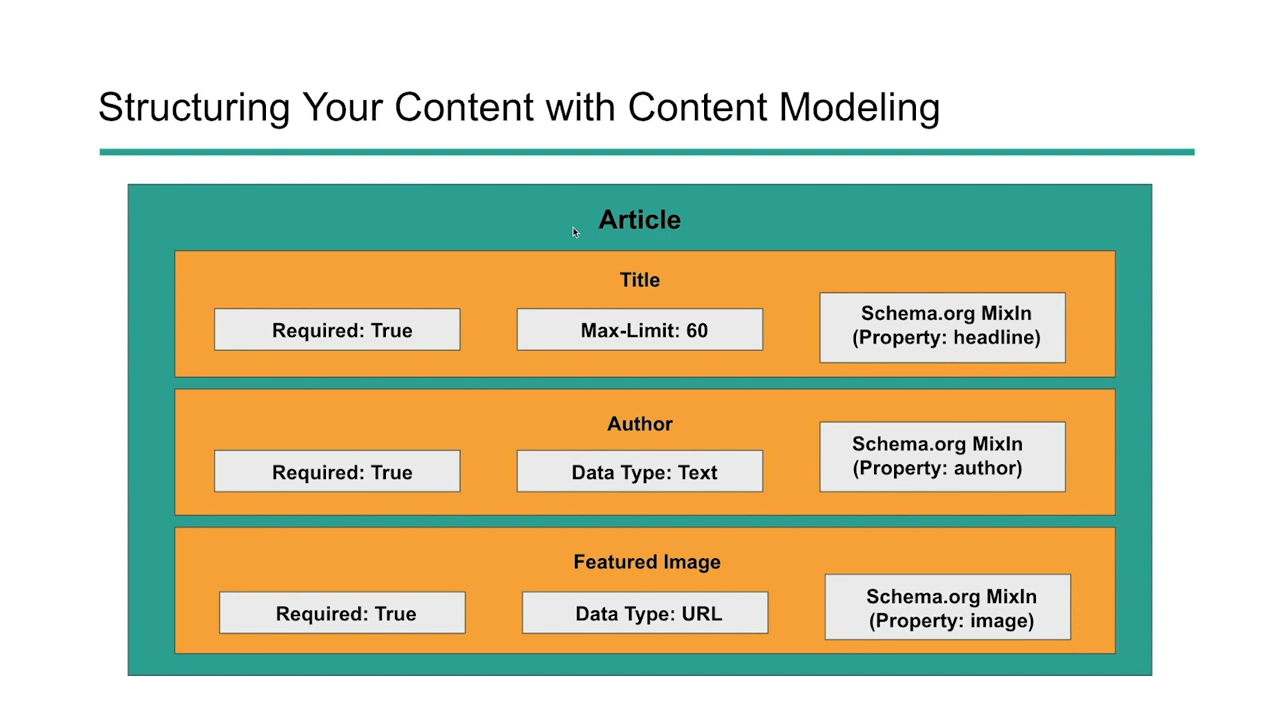 Structuring Your Content with Content Modeling
Article
Title
Required: True
Max-Limit: 60
Schema.org MixIn
(Property: headline)
Author
Required: True
Data Type: Text
Schema.org MixIn
(Property: author)
Featured Image
Required: True
Data Type: URL
Schema.org MixIn
(Property: image)